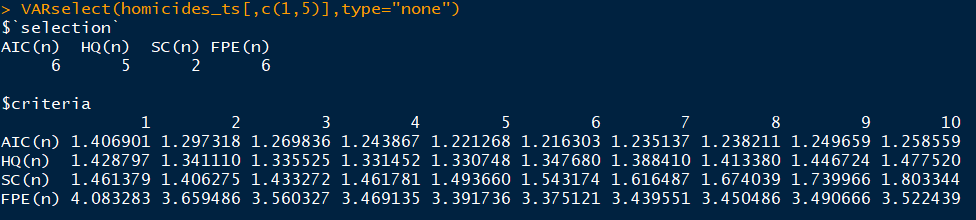 > VARselect(homicides_ts[,c(1,5)],type="none")
$`selection`
AIC(n)  HQ(n)  SC(n) FPE(n)
     6      5      2      6
$criteria
              1        2        3        4        5        6        7        8        9       10
AIC(n) 1.406901 1.297318 1.269836 1.243867 1.221268 1.216303 1.235137 1.238211 1.249659 1.258559
HQ(n)  1.428797 1.341110 1.335525 1.331452 1.330748 1.347680 1.388410 1.413380 1.446724 1.477520
SC(n)  1.461379 1.406275 1.433272 1.461781 1.493660 1.543174 1.616487 1.674039 1.739966 1.803344
FPE(n) 4.083283 3.659486 3.560327 3.469135 3.391736 3.375121 3.439551 3.450486 3.490666 3.522439